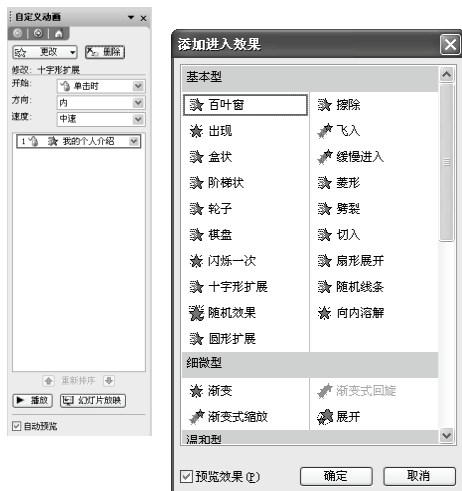 自定义动画
更改
删除
修改: 十字形扩展
开始: 单击时
方向: 内
速度: 中速
1 我的个人介绍
重新排序
播放 幻灯片放映
自动预览
添加进入效果
基本型
百叶窗 擦除
出现 飞入
盒状 缓慢进入
阶梯状 菱形
轮子 劈裂
棋盘 切入
闪烁一次 扇形展开
十字形扩展 随机线条
随机效果 向内溶解
圆形扩展
细微型
渐变 渐变式回旋
渐变式缩放 展开
温和型
预览效果(P) 确定 取消